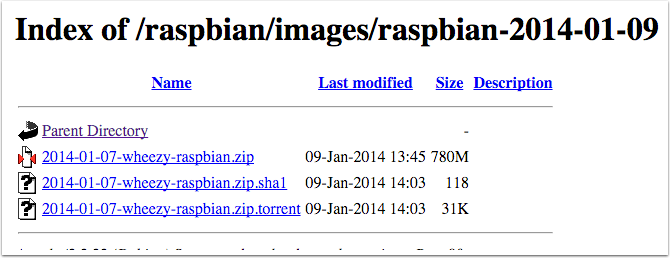 Index of /raspbian/images/raspbian-2014-01-09
Name Last modified Size Description
Parent Directory -
2014-01-07-wheezy-raspbian.zip 09-Jan-2014 13:45 780M
2014-01-07-wheezy-raspbian.zip.sha1 09-Jan-2014 14:03 118
2014-01-07-wheezy-raspbian.zip.torrent 09-Jan-2014 14:03 31K